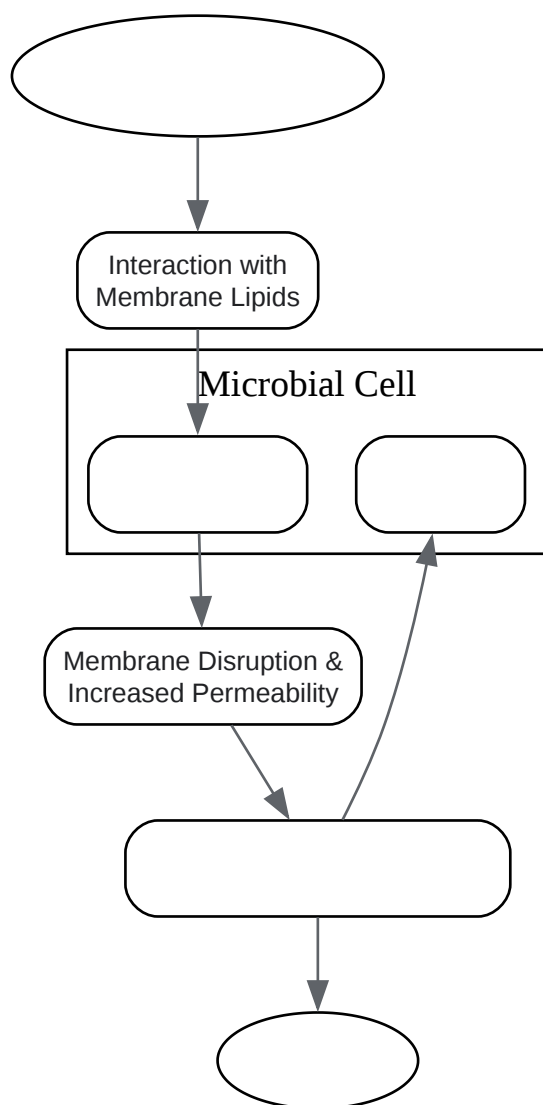 Interaction with
Membrane Lipids
Microbial Cell
Membrane Disruption &
Increased Permeability